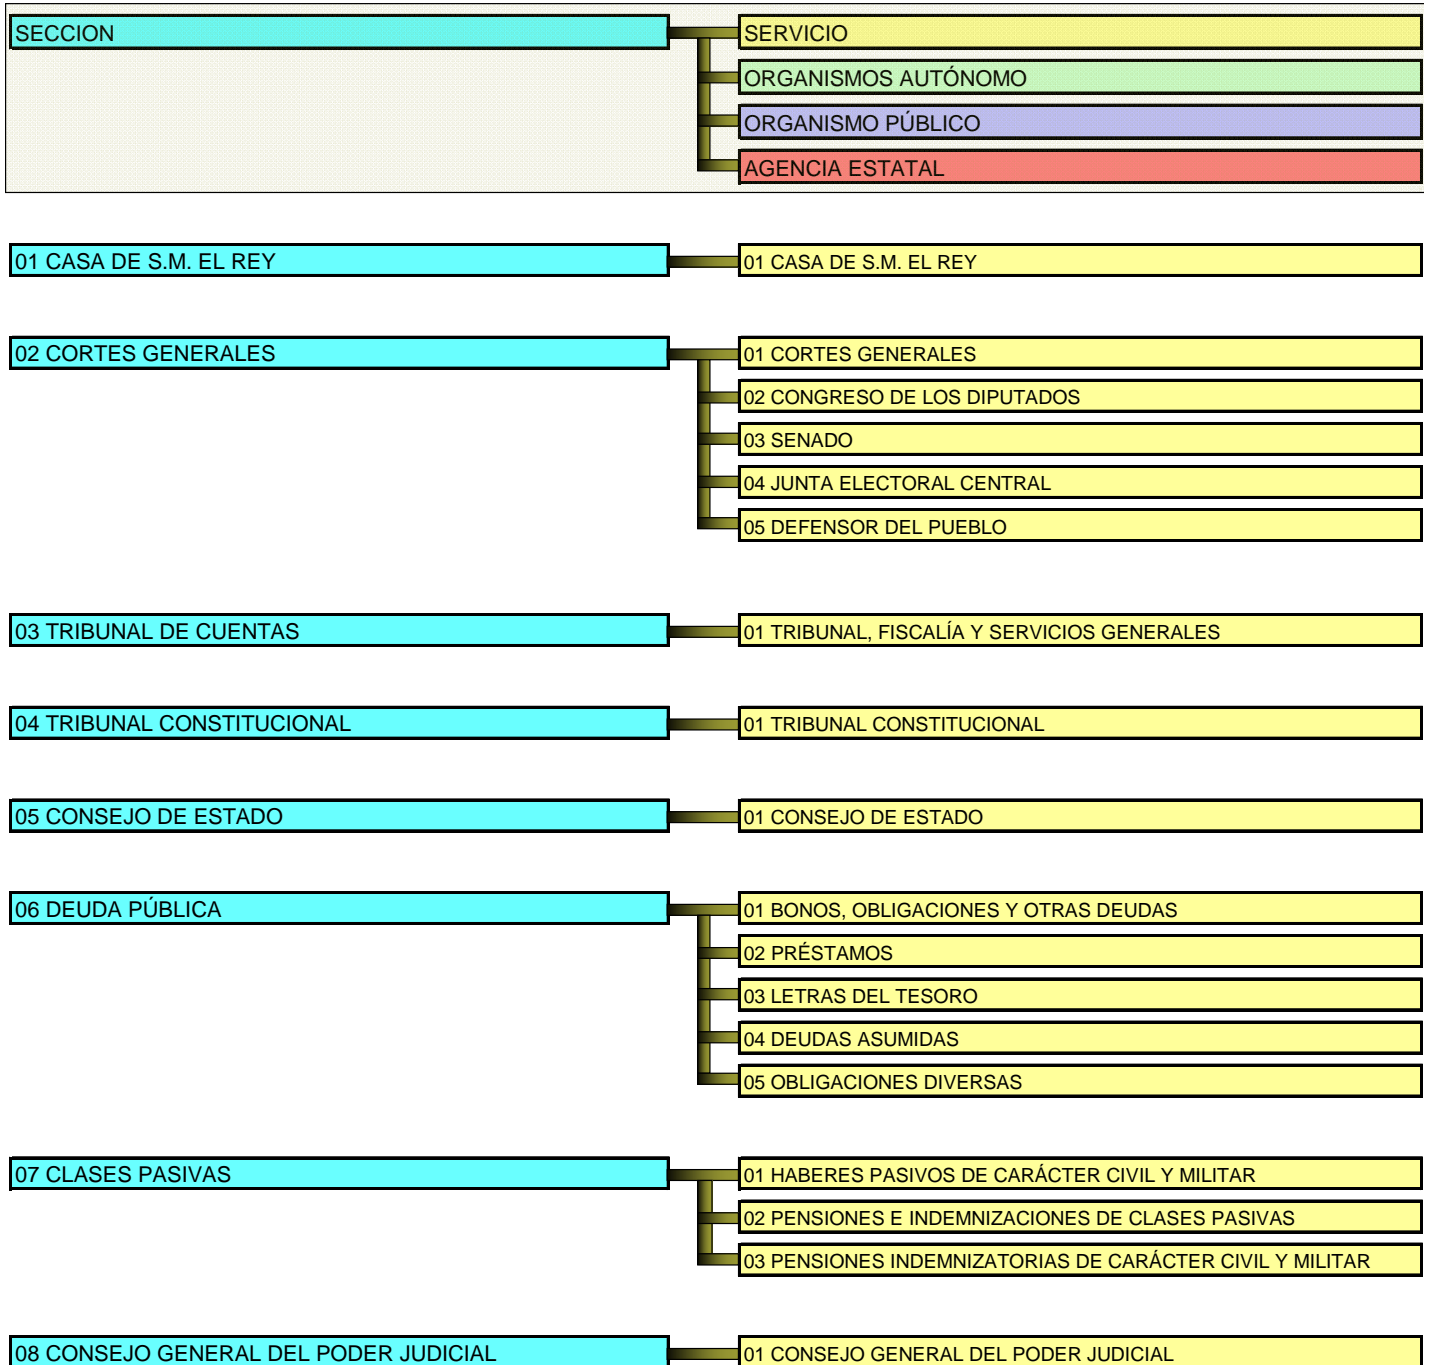 SECCION
SERVICIO
ORGANISMOS AUTÓNOMO
ORGANISMO PÚBLICO
AGENCIA ESTATAL
01 CASA DE S.M. EL REY
01 CASA DE S.M. EL REY
02 CORTES GENERALES
01 CORTES GENERALES
02 CONGRESO DE LOS DIPUTADOS
03 SENADO
04 JUNTA ELECTORAL CENTRAL
05 DEFENSOR DEL PUEBLO
03 TRIBUNAL DE CUENTAS
01 TRIBUNAL, FISCALÍA Y SERVICIOS GENERALES
04 TRIBUNAL CONSTITUCIONAL
01 TRIBUNAL CONSTITUCIONAL
05 CONSEJO DE ESTADO
01 CONSEJO DE ESTADO
06 DEUDA PÚBLICA
01 BONOS, OBLIGACIONES Y OTRAS DEUDAS
02 PRÉSTAMOS
03 LETRAS DEL TESORO
04 DEUDAS ASUMIDAS
05 OBLIGACIONES DIVERSAS
07 CLASES PASIVAS
01 HABERES PASIVOS DE CARÁCTER CIVIL Y MILITAR
02 PENSIONES E INDEMNIZACIONES DE CLASES PASIVAS
03 PENSIONES INDEMNIZATORIAS DE CARÁCTER CIVIL Y MILITAR
08 CONSEJO GENERAL DEL PODER JUDICIAL
01 CONSEJO GENERAL DEL PODER JUDICIAL